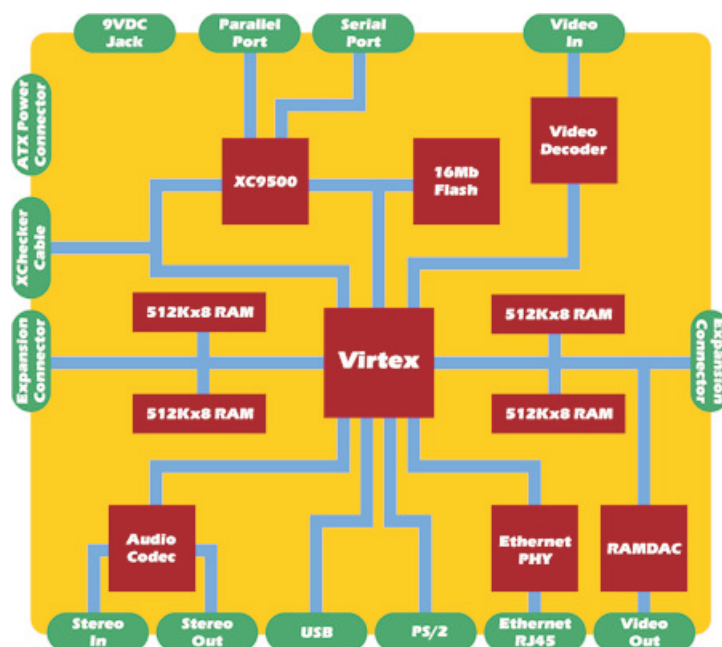 9VDC
Jack
Parallel
Port
Serial
Port
Video
In
ATX Power
Connector
XC9500
16Mb
Flash
Video
Decoder
XChecker
Cable
512Kx8 RAM
512Kx8 RAM
Expansion
Connector
Virtex
Expansion
Connector
512Kx8 RAM
512Kx8 RAM
Audio
Codec
Ethernet
PHY
RAMDAC
Stereo
In
Stereo
Out
USB
PS/2
Ethernet
RJ45
Video
Out